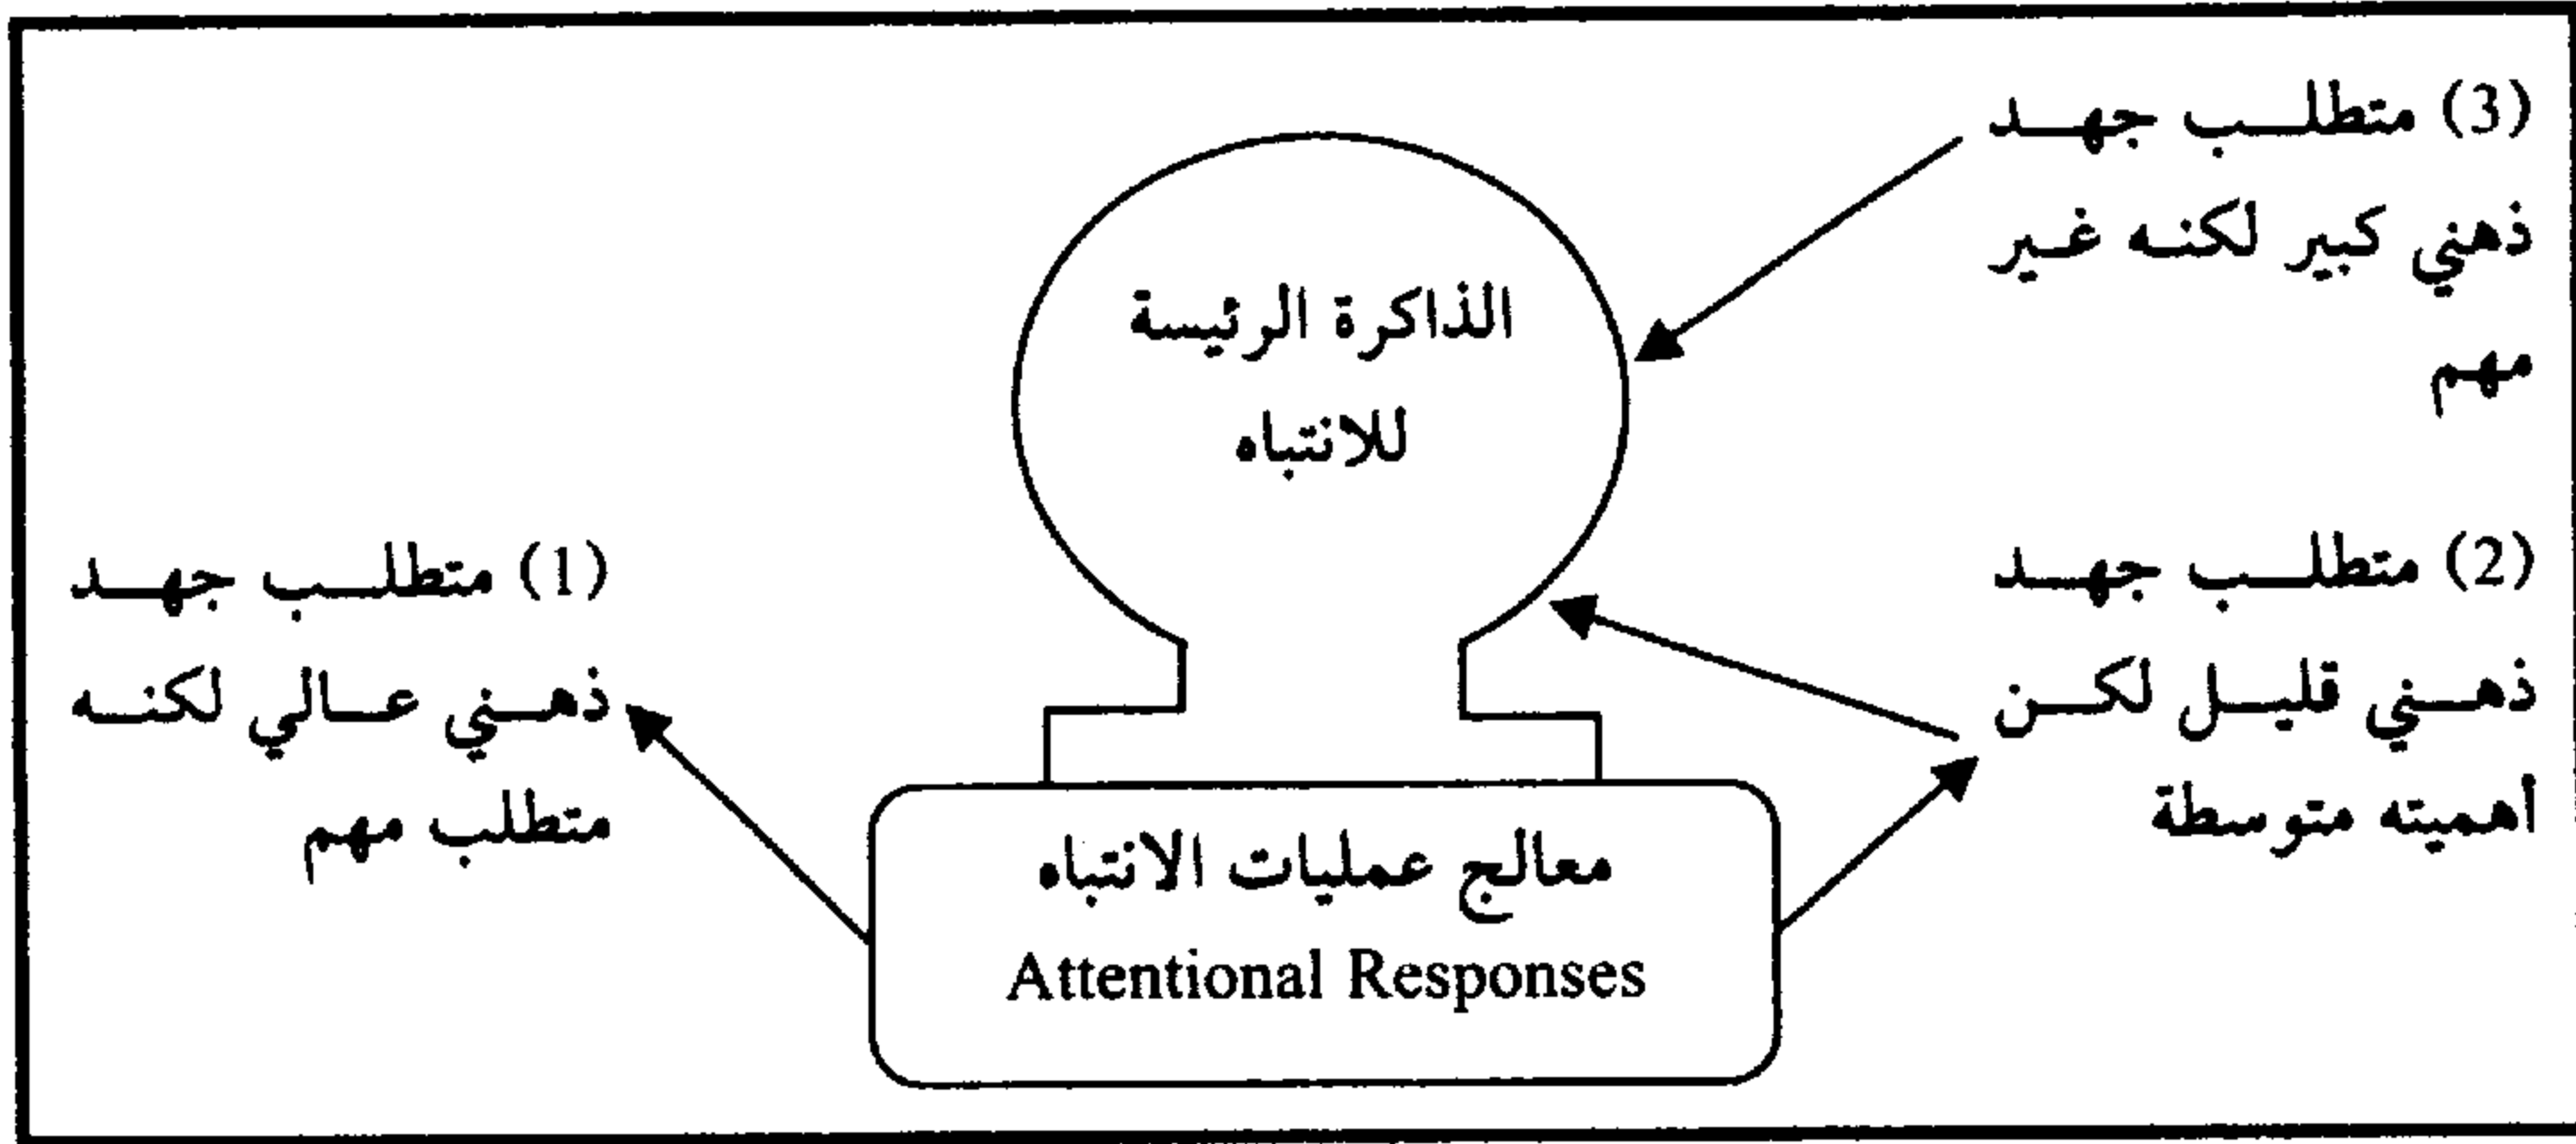 (3) متطلب جهد
ذهني كبير لكنه غير
مهم
الذاكرة الرئيسة
للانتباه
(2) متطلب جهد
ذهني قليل لكن
أهميته متوسطة
(1) متطلب جهد
ذهني عالي لكنه
متطلب مهم
معالج عمليات الانتباه
Attentional Responses